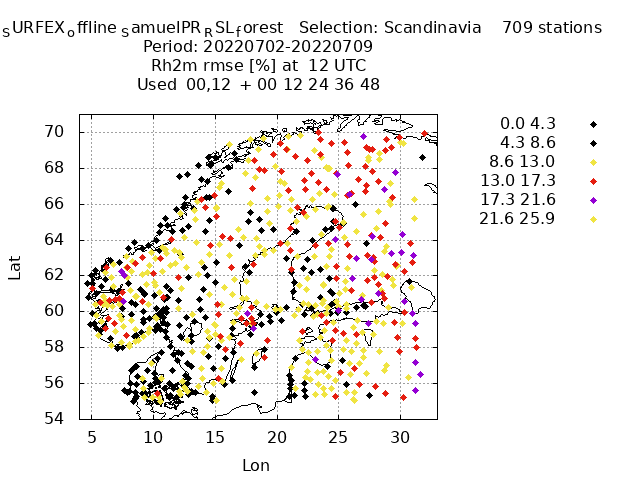 SURFEXoffline SamuelPRRSLforest Selection: Scandinavia 709 stations
Period: 20220702-20220709
Rh2m rmse [%] at 12 UTC
Used 00,12 + 00 12 24 36 48
70
68
66
64
62
60
58
56
54
5 10 15 20 25 30
Lat
Lon
0.0 4.3
4.3 8.6
8.6 13.0
13.0 17.3
17.3 21.6
21.6 25.9